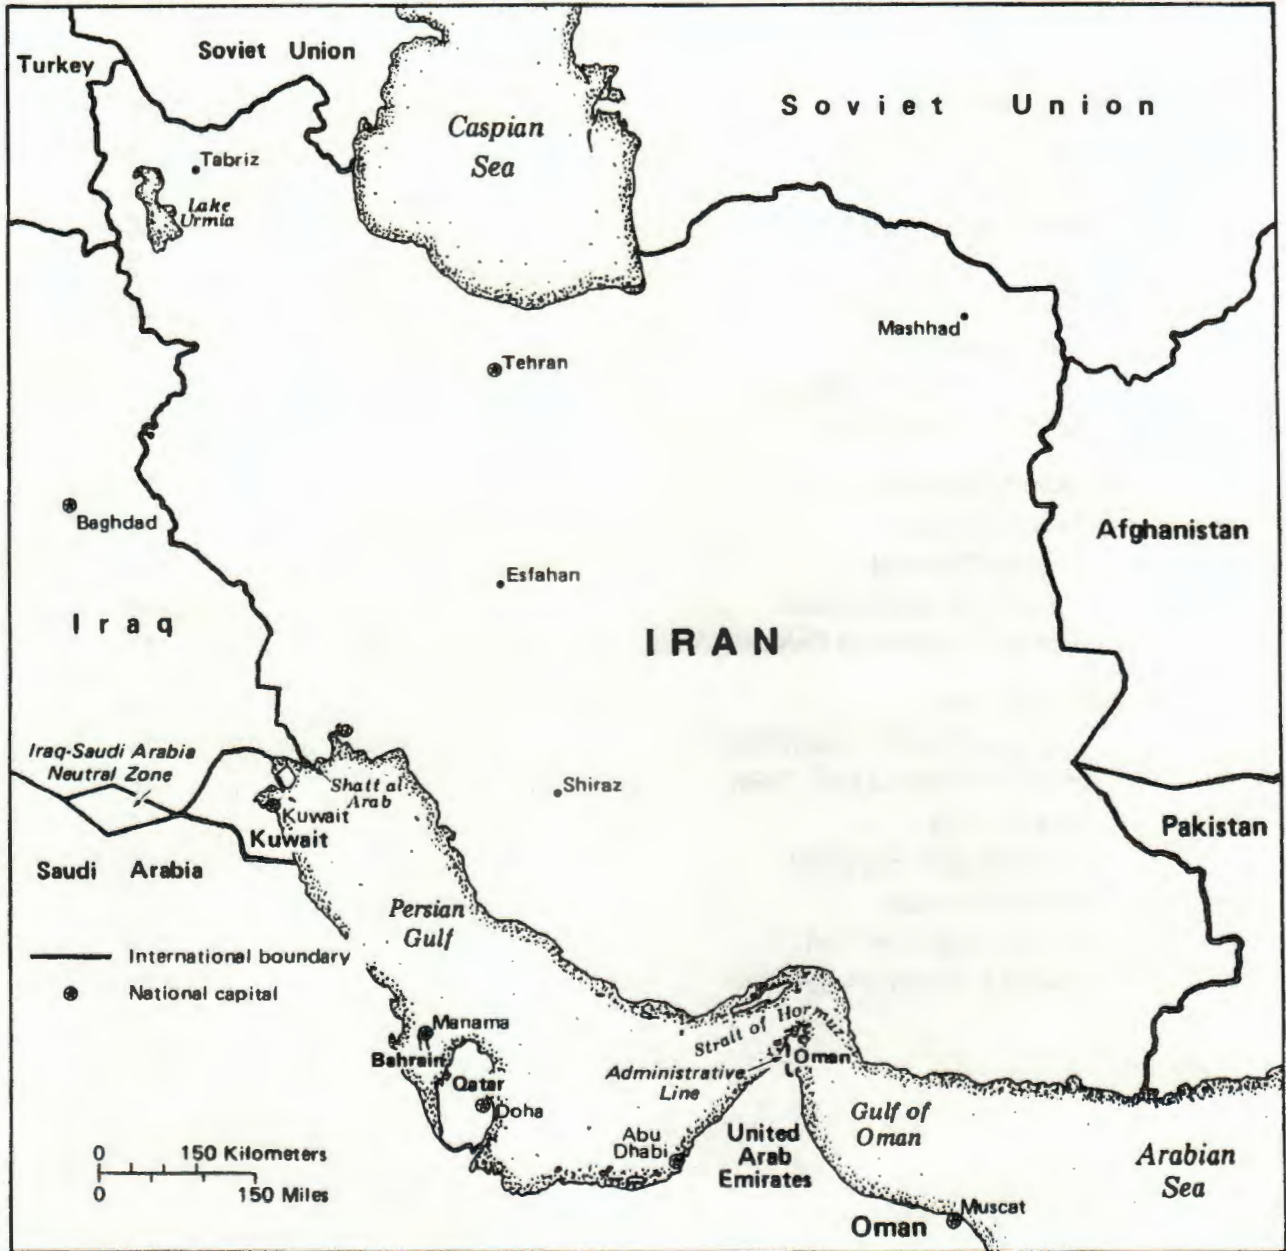 Turkey
Soviet Union
Soviet Union
Caspian
Sea
Tabriz
Lake
Urmia
Mashhad
Tehran
Baghdad
Afghanistan
Esfahan
Iraq
IRAN
Iraq-Saudi Arabia
Neutral Zone
Shatt al
Arab
Shiraz
Kuwait
Kuwait
Pakistan
Saudi Arabia
Persian
Gulf
International boundary
National capital
Manama
Strait of Hormuz
Bahrain
Oman
Administrative
Line
Qatar
Doha
Gulf of
Oman
Abu
Dhabi
United
Arab
Emirates
0 150 Kilometers
0 150 Miles
Arabian
Sea
Muscat
Oman